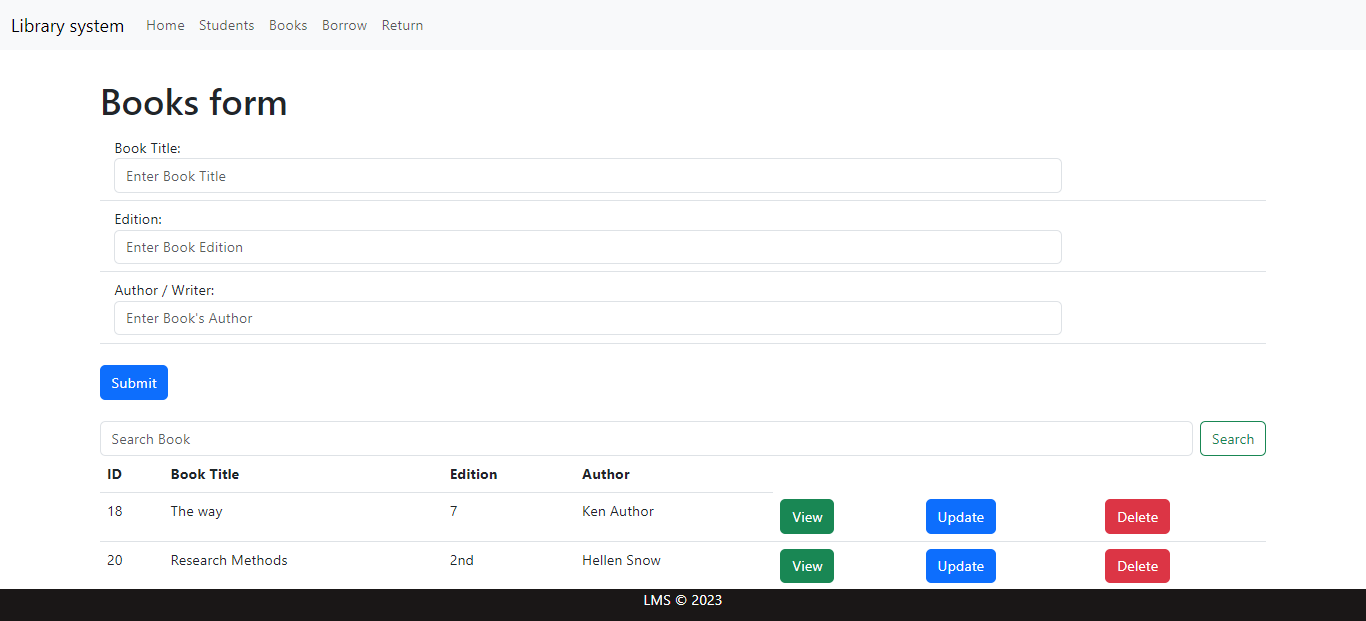 Library system Home Students Books Borrow Return
Books form
Book Title:
Enter Book Title
Edition:
Enter Book Edition
Author / Writer:
Enter Book's Author
Submit
Search Book Search
ID Book Title Edition Author
18 The way 7 Ken Author View Update Delete
20 Research Methods 2nd Hellen Snow View Update Delete
LMS © 2023